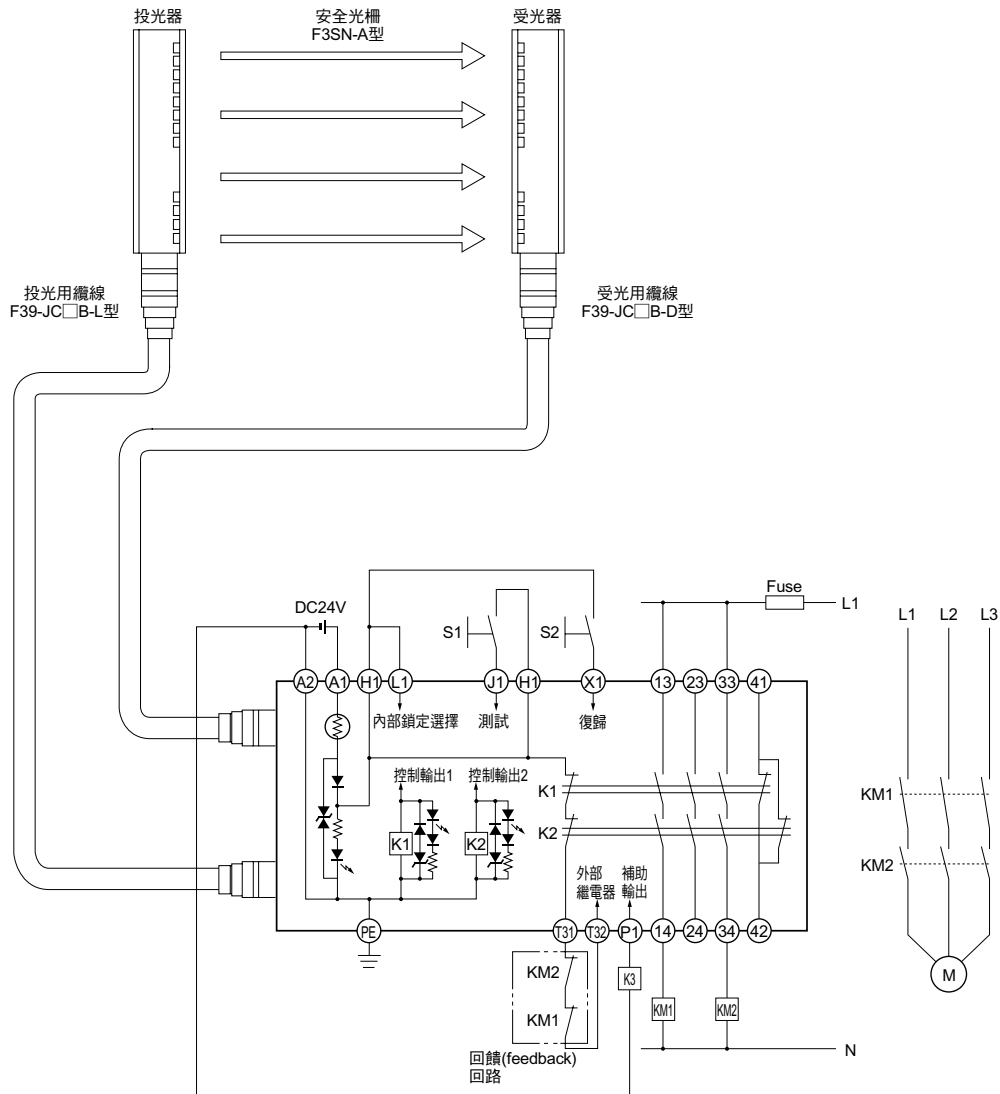 投光器
安全光柵
F3SN-A型
受光器
投光用纜線
F39-JC□B-L型
受光用纜線
F39-JC□B-D型
Fuse
L1
DC24V
S1
S2
L1 L2 L3
A2 A1 H1 L1 J1 H1 X1 13 23 33 41
內部鎖定選擇
測試
復歸
控制輸出1
控制輸出2
K1
K2
K1
K2
KM1
KM2
外部
繼電器
補助
輸出
PE T31 T32 P1 14 24 34 42
KM2
KM1
K3
KM1
KM2
M
回饋(feedback)
回路
N